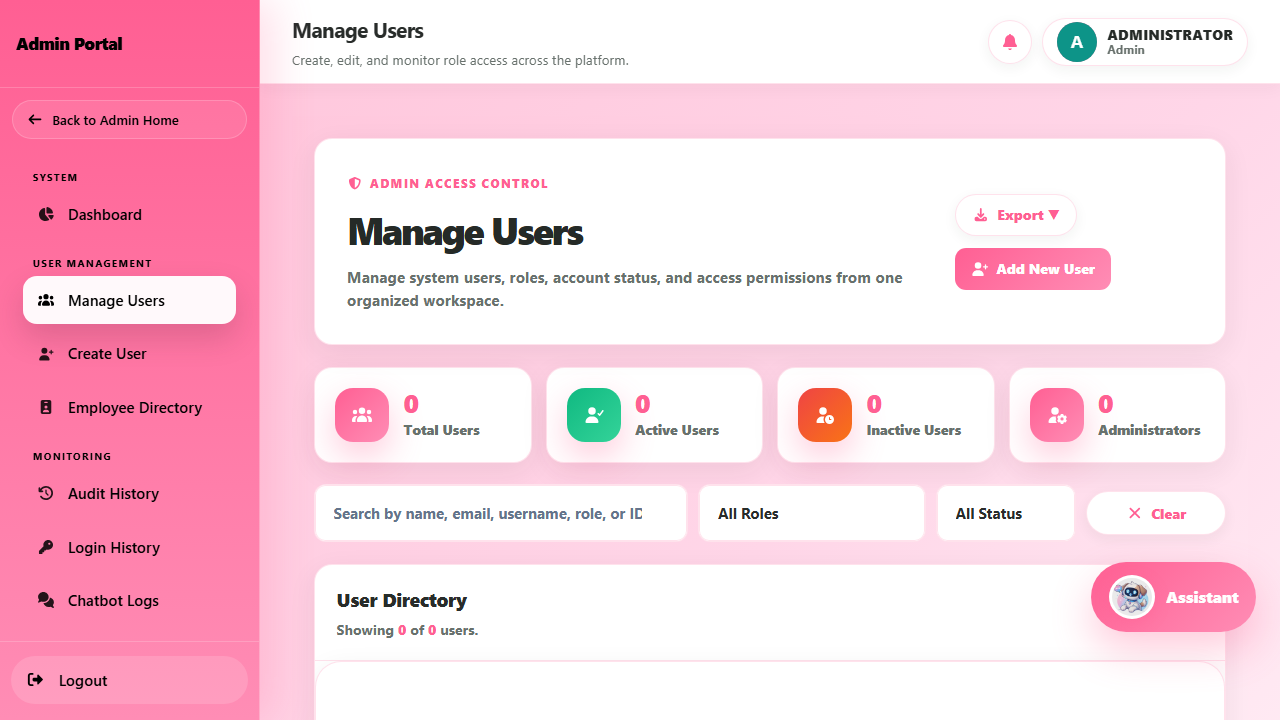 Admin Portal
Back to Admin Home
SYSTEM
Dashboard
USER MANAGEMENT
Manage Users
Create User
Employee Directory
MONITORING
Audit History
Login History
Chatbot Logs
Logout
Manage Users
Create, edit, and monitor role access across the platform.
A
ADMINISTRATOR
Admin
ADMIN ACCESS CONTROL
Manage Users
Manage system users, roles, account status, and access permissions from one
organized workspace.
Export ▼
Add New User
0
Total Users
0
Active Users
0
Inactive Users
0
Administrators
Search by name, email, username, role, or ID
All Roles
All Status
Clear
User Directory
Showing 0 of 0 users.
Assistant